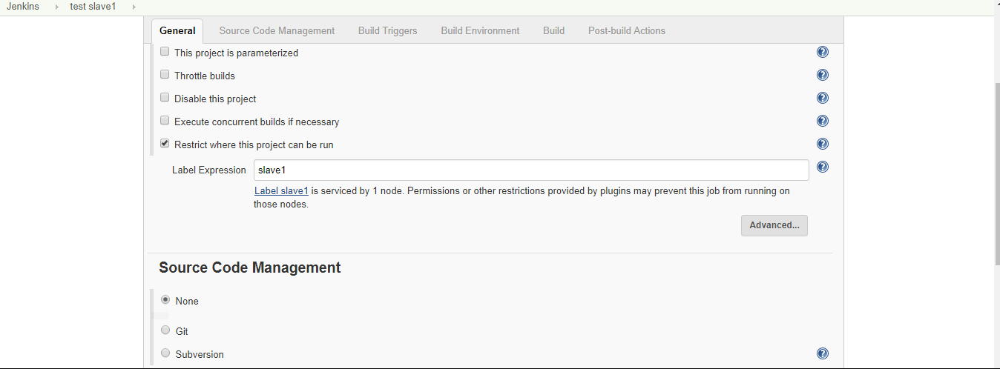 Jenkins test slave1
General Source Code Management Build Triggers Build Environment Build Post-build Actions
This project is parameterized
Throttle builds
Disable this project
Execute concurrent builds if necessary
Restrict where this project can be run
Label Expression slave1
Label slave1 is serviced by 1 node. Permissions or other restrictions provided by plugins may prevent this job from running on
those nodes.
Advanced...
Source Code Management
None
Git
Subversion